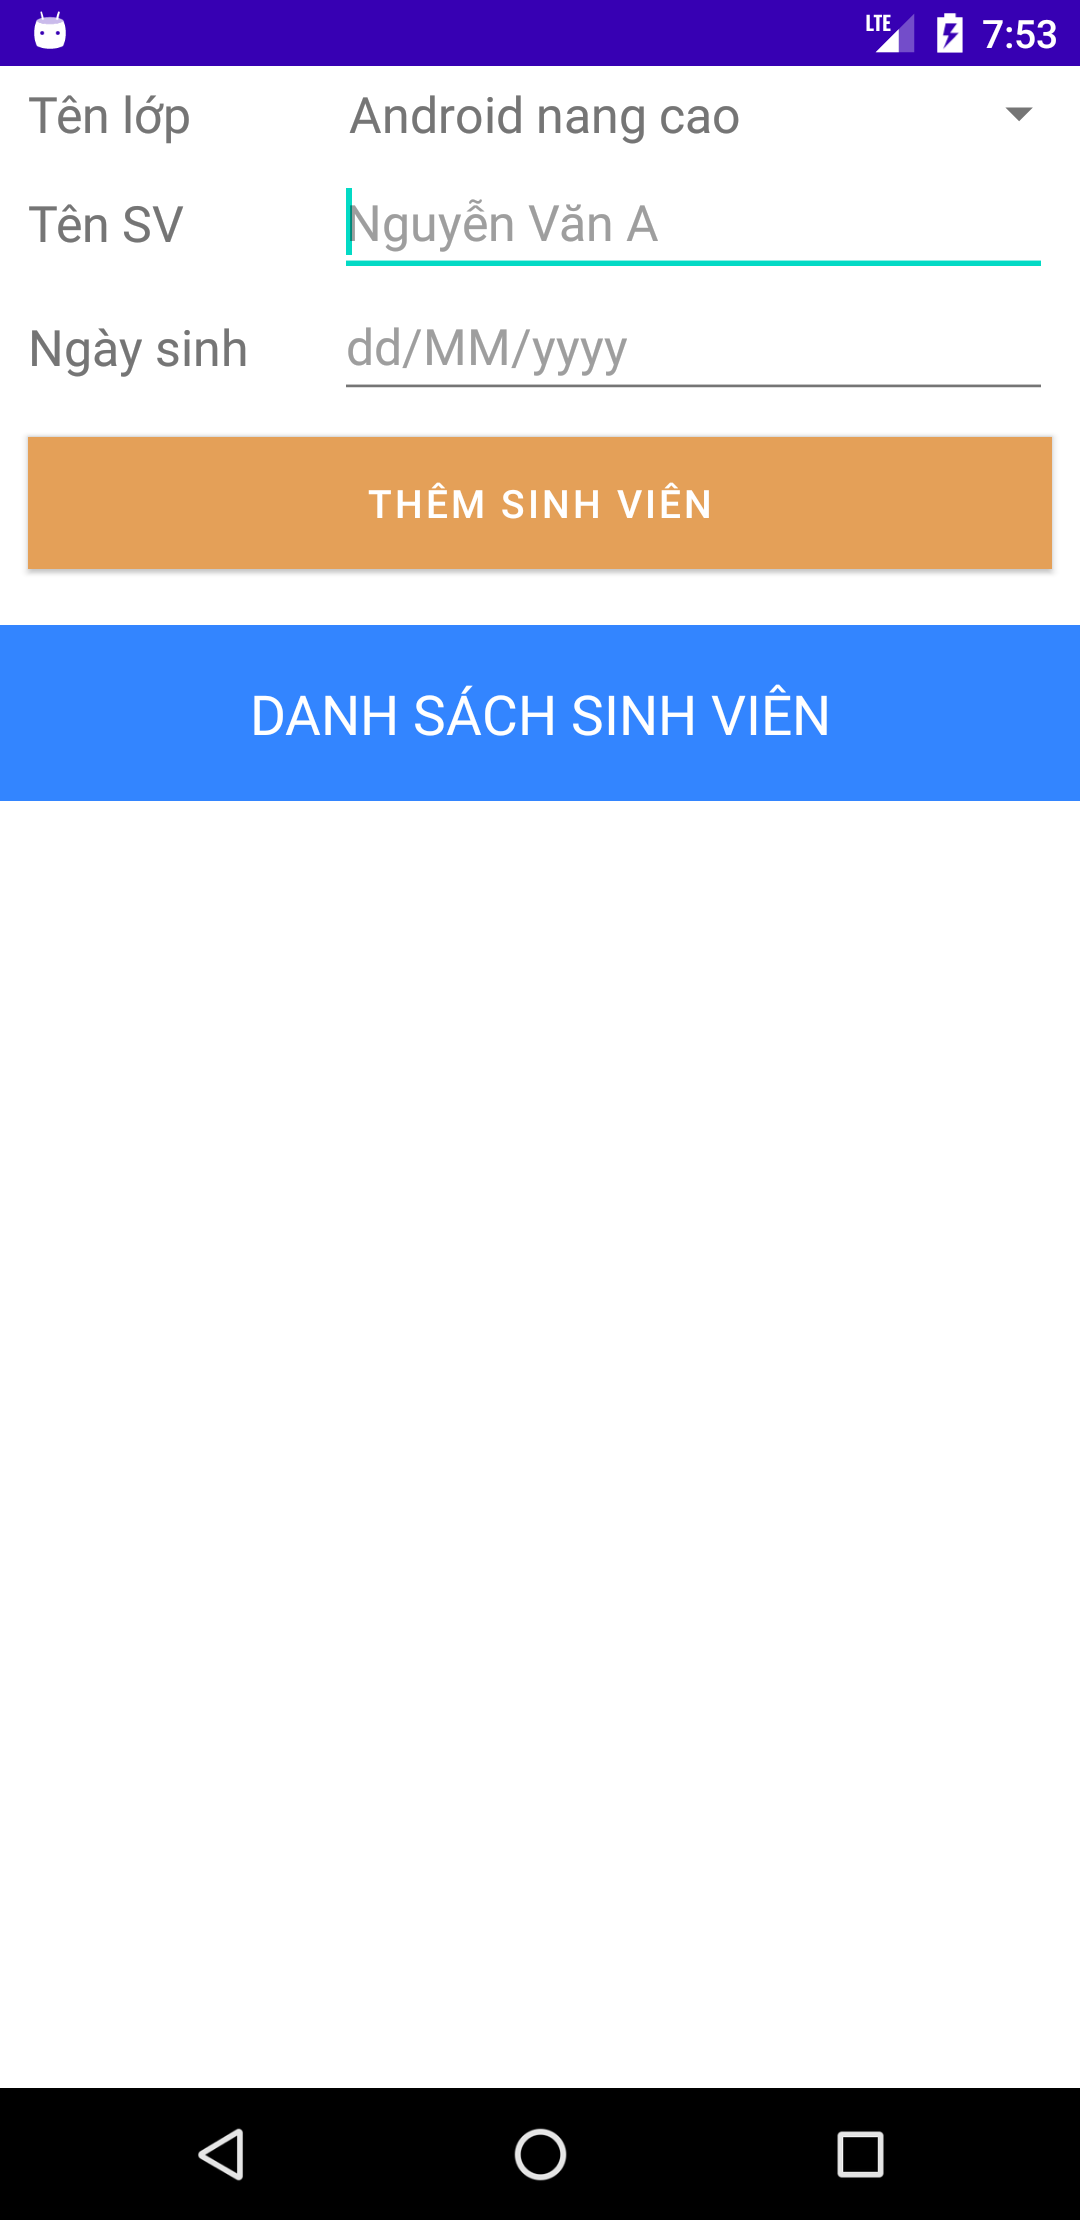 LTE 7:53
Tên lớp Android nang cao
Tên SV Nguyễn Văn A
Ngày sinh dd/MM/yyyy
THÊM SINH VIÊN
DANH SÁCH SINH VIÊN